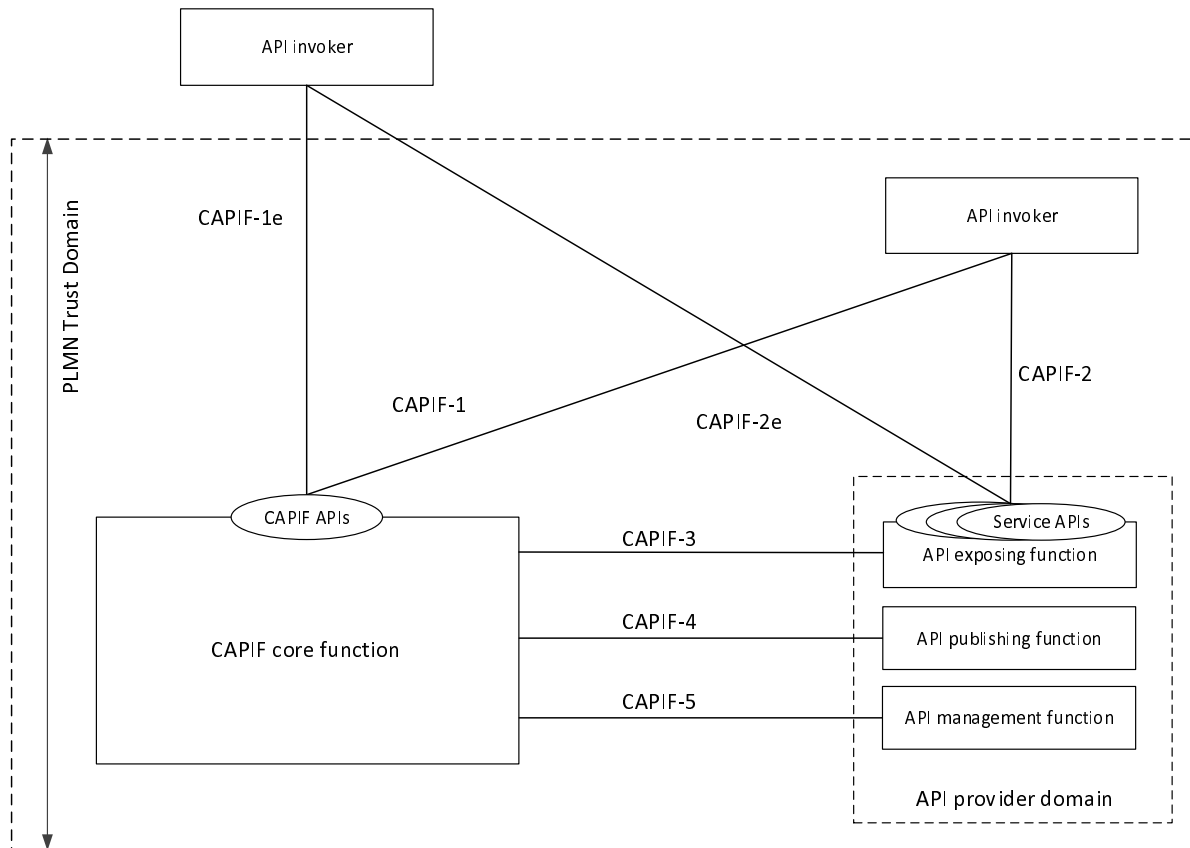 API invoker
CAPIF-1e
API invoker
PLMN Trust Domain
CAPIF-2
CAPIF-1
CAPIF-2e
CAPIF APIs
Service APIs
CAPIF-3
API exposing function
CAPIF-4
API publishing function
CAPIF core function
CAPIF-5
API management function
API provider domain